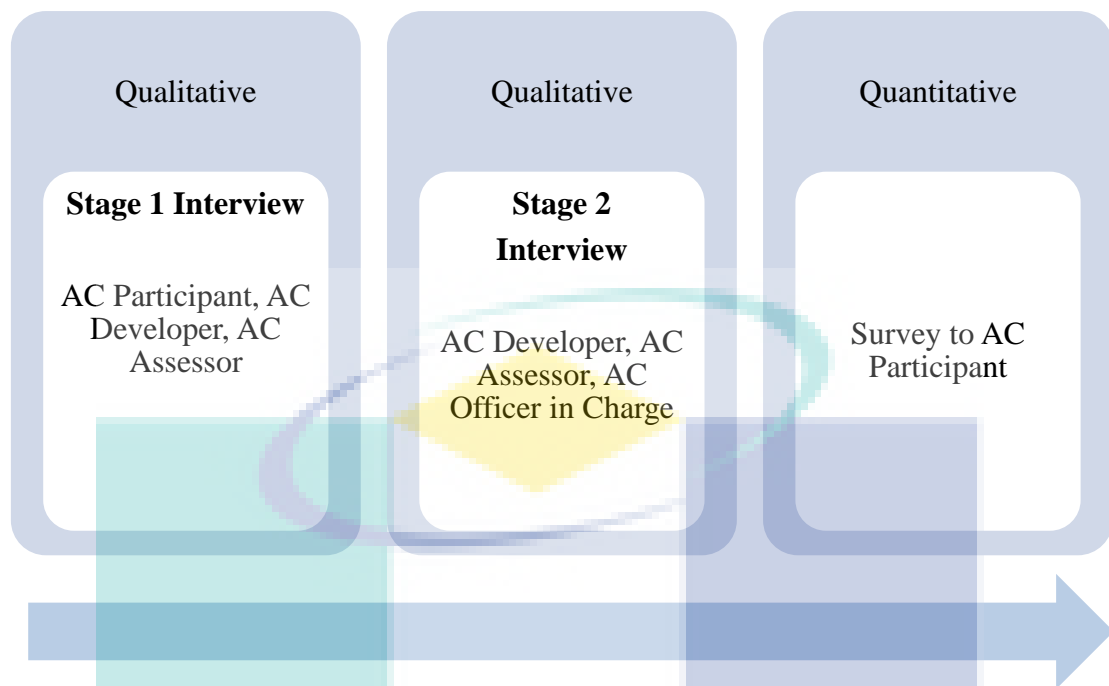 Qualitative
Stage 1 Interview
AC Participant, AC
Developer, AC
Assessor
Qualitative
Stage 2
Interview
AC Developer, AC
Assessor, AC
Officer in Charge
Quantitative
Survey to AC
Participant